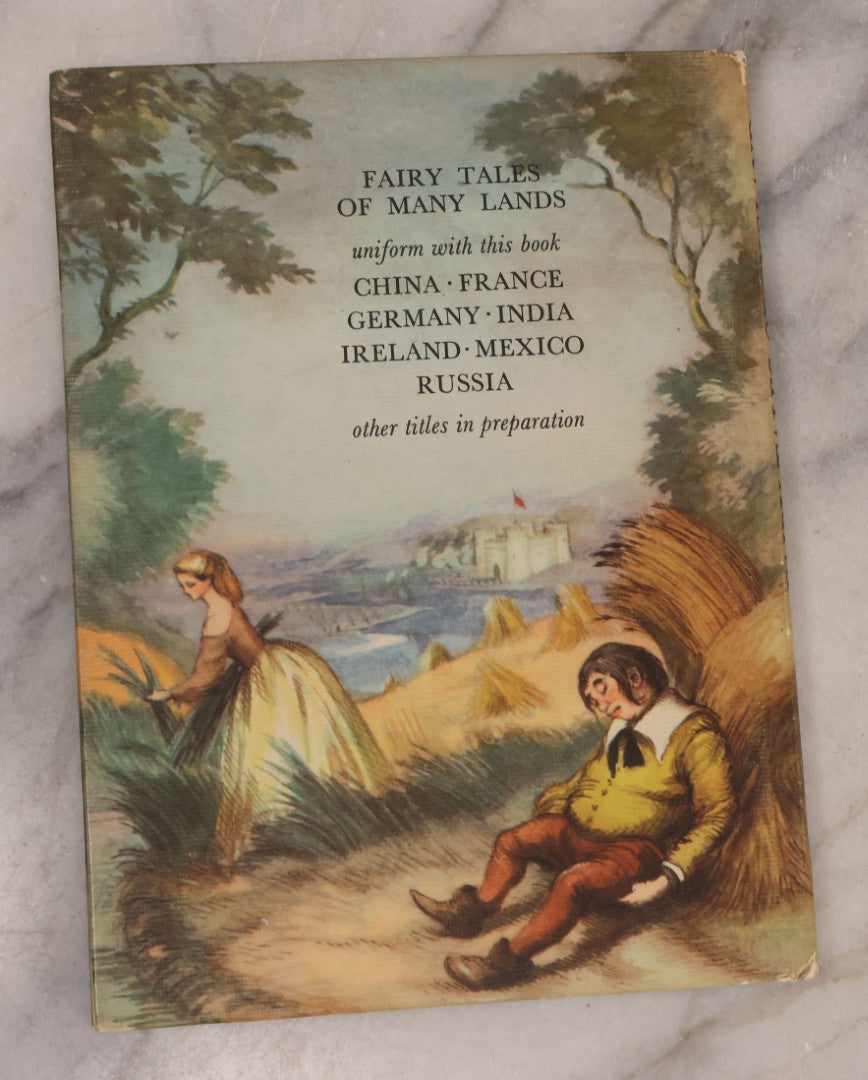 FAIRY TALES
OF MANY LANDS
uniform with this book
CHINA · FRANCE
GERMANY · INDIA
IRELAND · MEXICO
RUSSIA
other titles in preparation